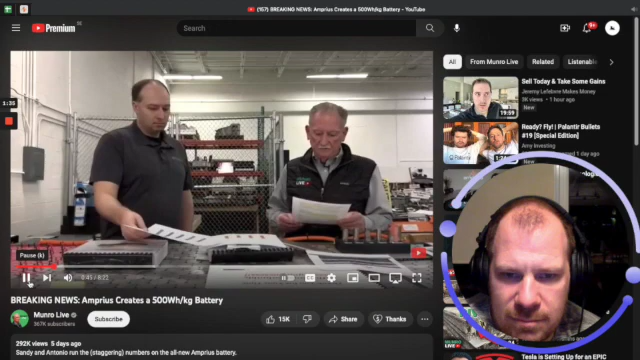 (157) BREAKING NEWS: Amprius Creates a 500Wh/kg Battery - YouTube
Premium
Search
9+
1:35
All
From Munro Live
Related
Listenable
Sell Today & Take Some Gains
Jeremy Lefebvre Makes Money
3K views • 1 hour ago
New
19:59
Ready? Fly! | Palantir Bullets
#19 [Special Edition]
Amy Investing
1 day ago
New
Pause (k)
0:41 / 8:22
BREAKING NEWS: Amprius Creates a 500Wh/kg Battery
Munro Live
367K subscribers
Subscribe
15K
Share
Thanks
292K views 5 days ago
Sandy and Antonio run the (staggering) numbers on the all-new Amprius battery.
Tesla is Setting Up for an EPIC